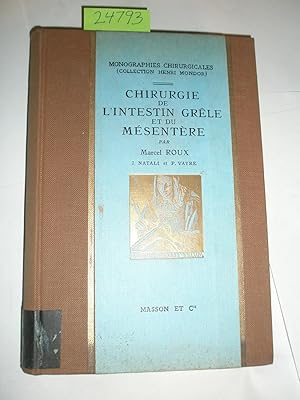 24793
MONOGRAPHIES CHIRURGICALES
(COLLECTION HENRI MONDOR)
CHIRURGIE
DE
L'INTESTIN GRÊLE
ET DU
MÉSENTÈRE
PAR
Marcel ROUX
J. NATALI et P. VAYRE
MASSON ET Cie